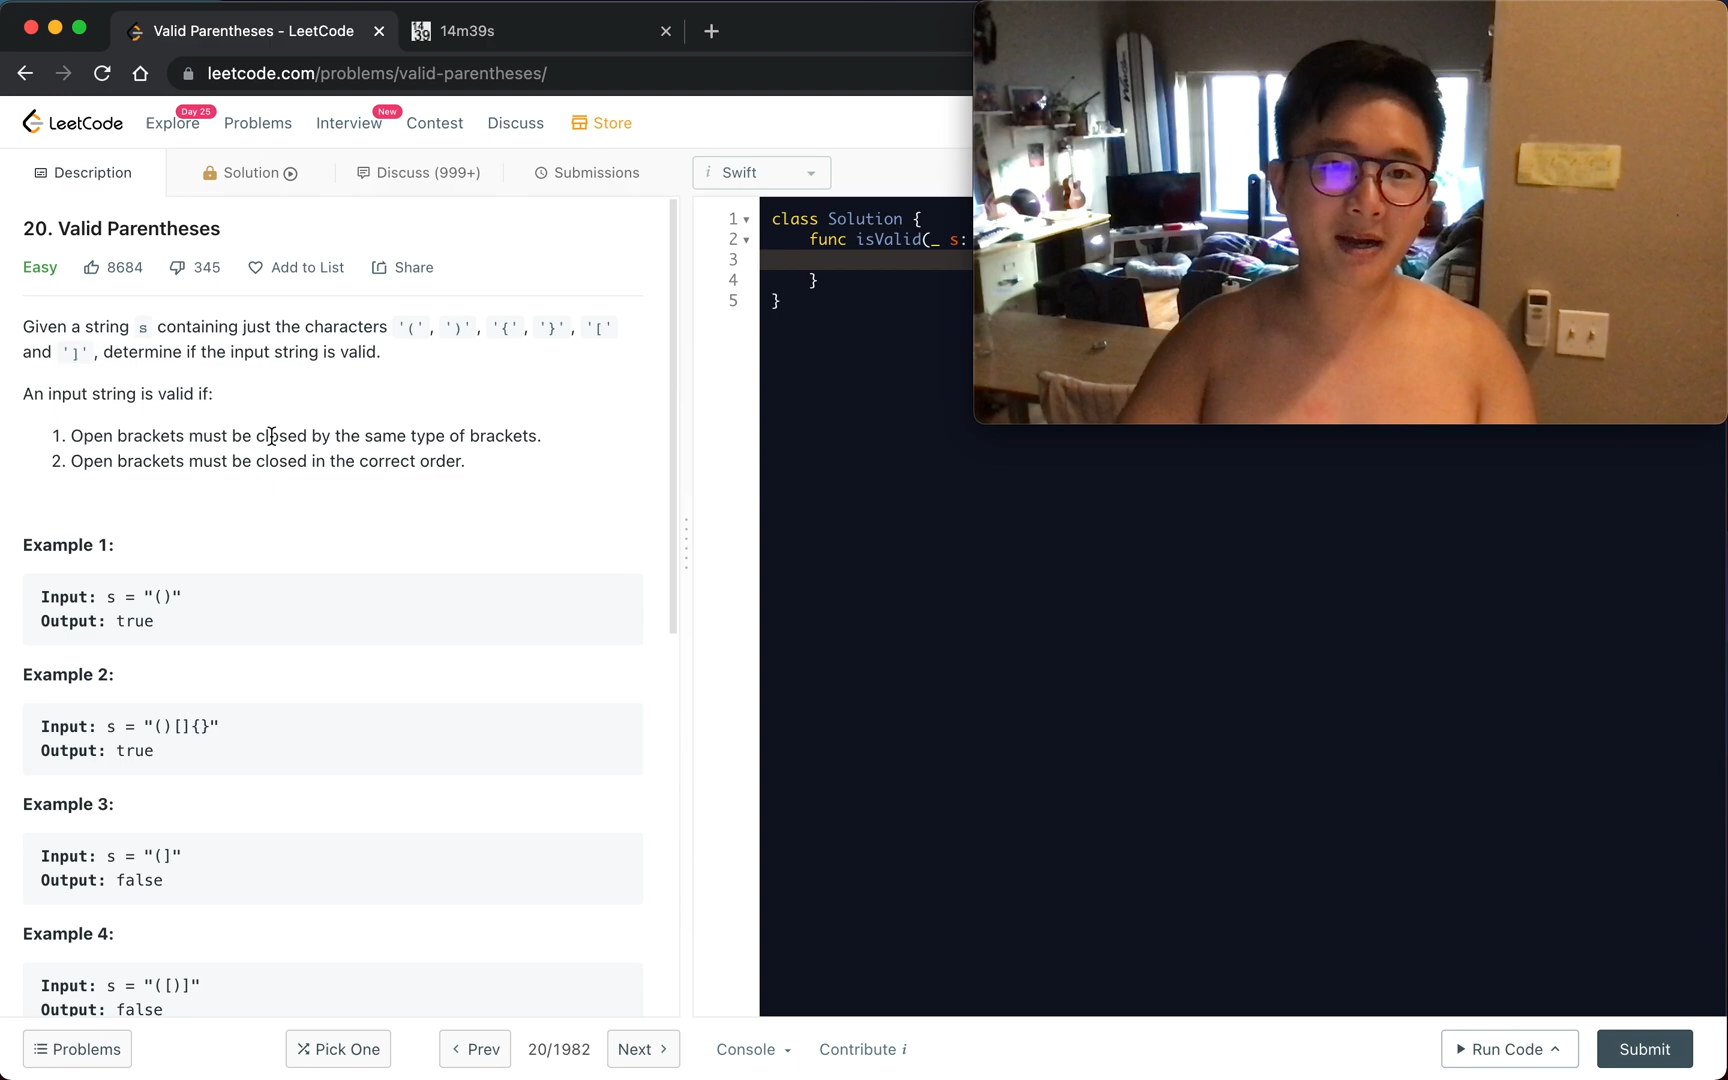 Valid Parentheses - LeetCode
14
39
14m39s
leetcode.com/problems/valid-parentheses/
LeetCode
Explore
Day 25
Problems
Interview
New
Contest
Discuss
Store
Description
Solution
Discuss (999+)
Submissions
i Swift
20. Valid Parentheses
Easy 8684 345 Add to List Share
Given a string s containing just the characters '(', ')', '{', '}', '['
and ']', determine if the input string is valid.
An input string is valid if:
1. Open brackets must be closed by the same type of brackets.
2. Open brackets must be closed in the correct order.
Example 1:
Input: s = "()"
Output: true
Example 2:
Input: s = "()[]{}"
Output: true
Example 3:
Input: s = "(]"
Output: false
Example 4:
Input: s = "([)]"
Output: false
1 class Solution {
2 func isValid(_ s:
3
4 }
5 }
Problems
Pick One
Prev
20/1982
Next
Console
Contribute i
Run Code
Submit